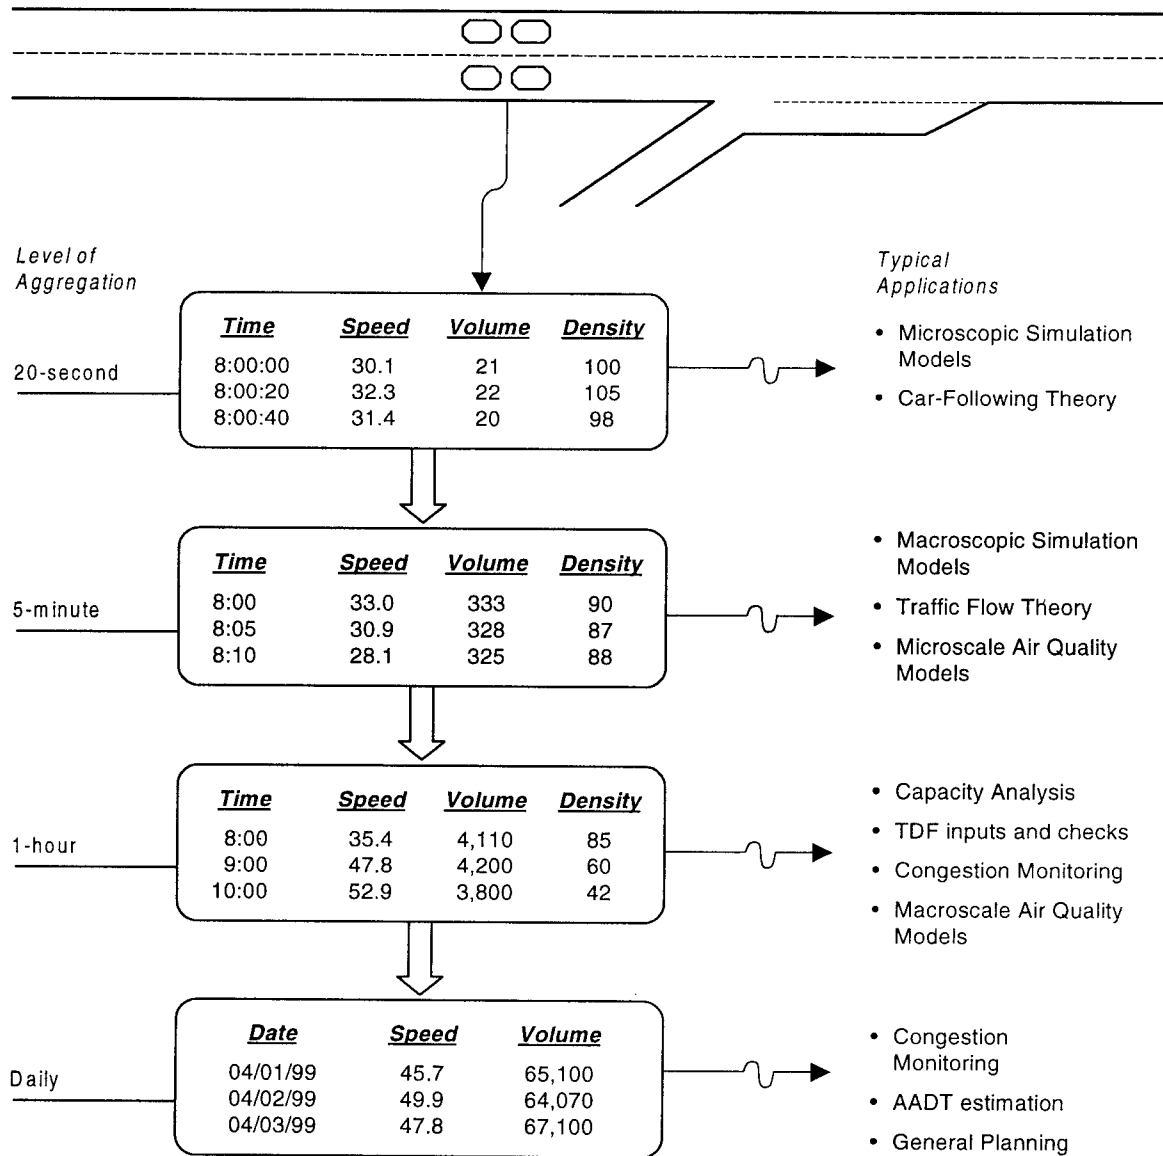 Level of
Aggregation
Typical
Applications
Time Speed Volume Density
8:00:00 30.1 21 100
8:00:20 32.3 22 105
8:00:40 31.4 20 98
20-second
• Microscopic Simulation
Models
• Car-Following Theory
Time Speed Volume Density
8:00 33.0 333 90
8:05 30.9 328 87
8:10 28.1 325 88
5-minute
• Macroscopic Simulation
Models
• Traffic Flow Theory
• Microscale Air Quality
Models
Time Speed Volume Density
8:00 35.4 4,110 85
9:00 47.8 4,200 60
10:00 52.9 3,800 42
1-hour
• Capacity Analysis
• TDF inputs and checks
• Congestion Monitoring
• Macroscale Air Quality
Models
Date Speed Volume
04/01/99 45.7 65,100
04/02/99 49.9 64,070
04/03/99 47.8 67,100
Daily
• Congestion
Monitoring
• AADT estimation
• General Planning